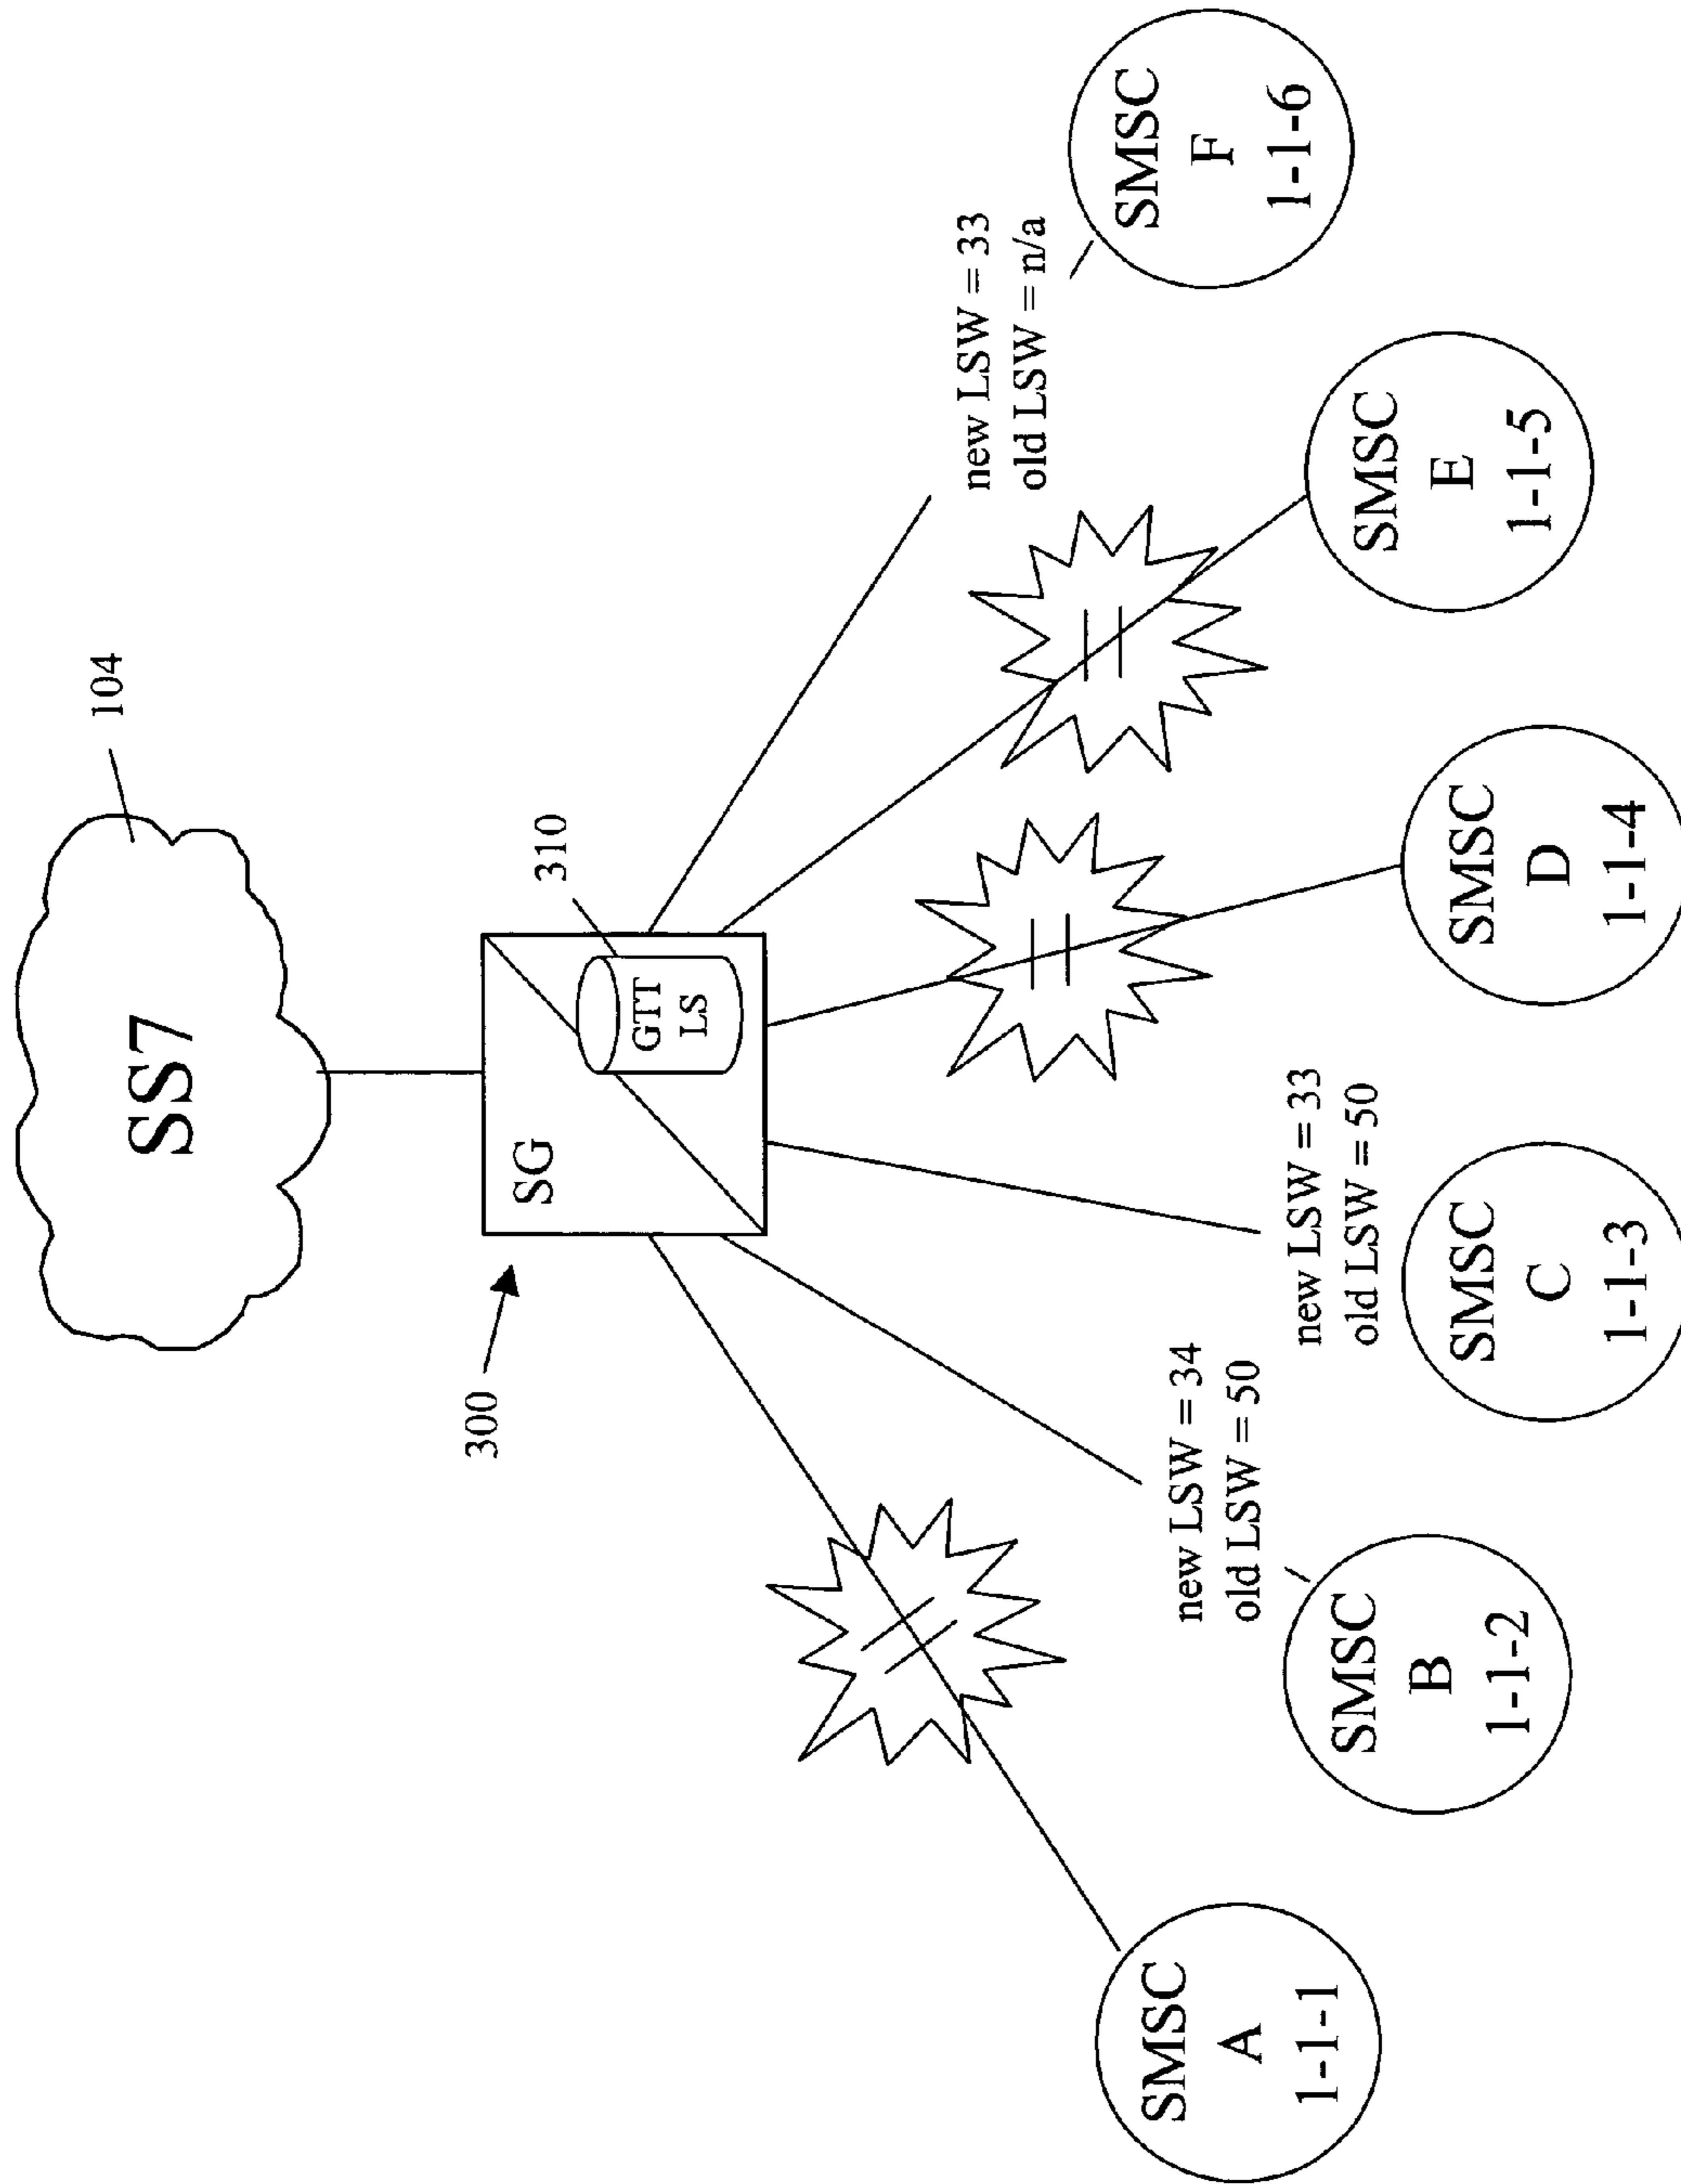 SS7
104
300
SG
310
GTT
LS
new LSW = 34
old LSW = 50
new LSW = 33
old LSW = 50
new LSW = 33
old LSW = n/a
SMSC
A
1-1-1
SMSC
B
1-1-2
SMSC
C
1-1-3
SMSC
D
1-1-4
SMSC
E
1-1-5
SMSC
F
1-1-6